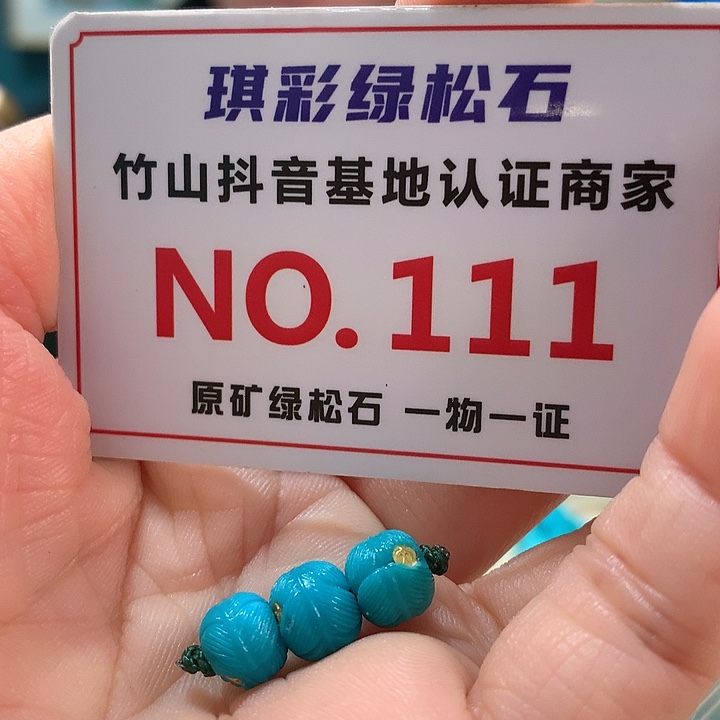 琪彩绿松石
竹山抖音基地认证商家
NO.111
原矿绿松石 一物一证